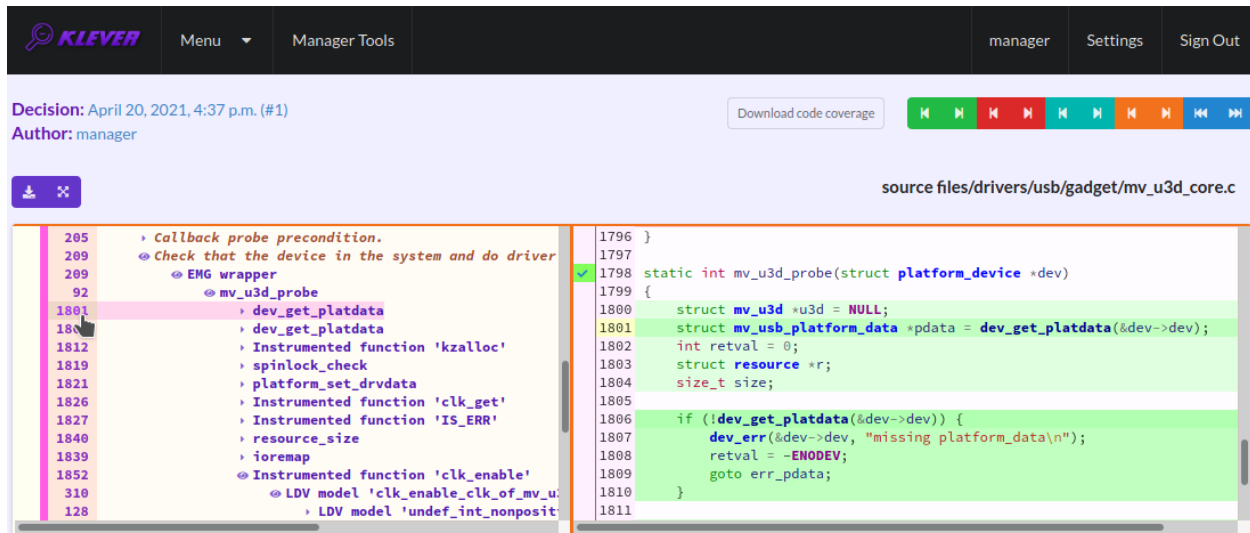 KLEVER
Menu
Manager Tools
manager
Settings
Sign Out
Decision: April 20, 2021, 4:37 p.m. (#1)
Author: manager
Download code coverage
source files/drivers/usb/gadget/mv_u3d_core.c
205 Callback probe precondition.
209 Check that the device in the system and do driver
209 EMG wrapper
92 mv_u3d_probe
1801 dev_get_platdata
dev_get_platdata
1812 Instrumented function 'kzalloc'
1819 spinlock_check
1821 platform_set_drvdata
1826 Instrumented function 'clk_get'
1827 Instrumented function 'IS_ERR'
1840 resource_size
1839 ioremap
1852 Instrumented function 'clk_enable'
310 LDV model 'clk_enable_clk_of_mv_u
128 LDV model 'undef_int_nonposit
1796 }
1797
1798 static int mv_u3d_probe(struct platform_device *dev)
1799 {
1800 struct mv_u3d *u3d = NULL;
1801 struct mv_usb_platform_data *pdata = dev_get_platdata(&dev->dev);
1802 int retval = 0;
1803 struct resource *r;
1804 size_t size;
1805
1806 if (!dev_get_platdata(&dev->dev)) {
1807 dev_err(&dev->dev, "missing platform_data\n");
1808 retval = -ENODEV;
1809 goto err_pdata;
1810 }
1811